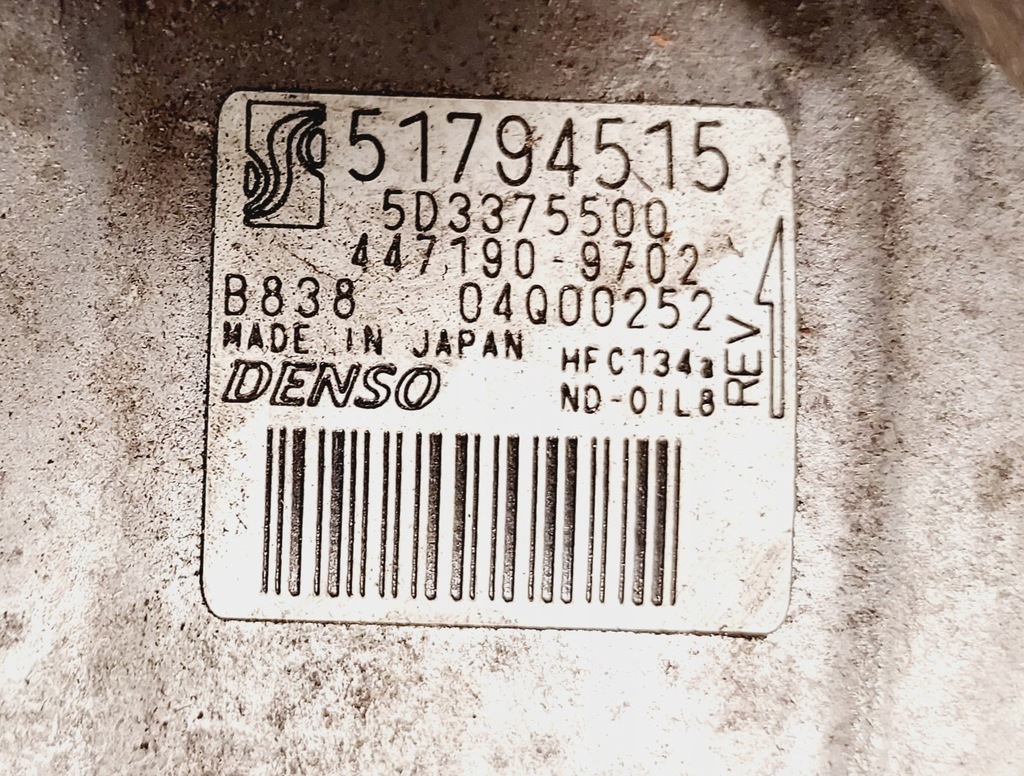 51794515
5D3375500
447190-9702
B838 04Q00252
MADE IN JAPAN
HFC134a
DENSO
ND-OIL8
REV